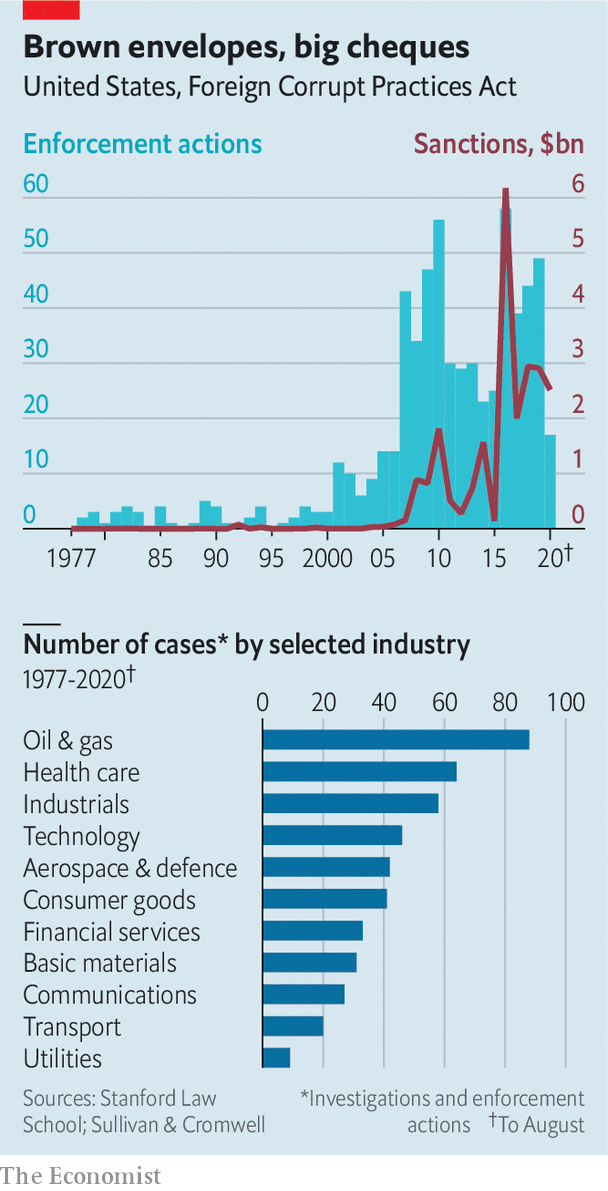 Brown envelopes, big cheques
United States, Foreign Corrupt Practices Act
Enforcement actions Sanctions, $bn
60 6
50 5
40 4
30 3
20 2
10 1
0 0
1977 85 90 95 2000 05 10 15 20†
Number of cases* by selected industry
1977-2020†
0 20 40 60 80 100
Oil & gas
Health care
Industrials
Technology
Aerospace & defence
Consumer goods
Financial services
Basic materials
Communications
Transport
Utilities
Sources: Stanford Law
School; Sullivan & Cromwell
*Investigations and enforcement
actions †To August
The Economist